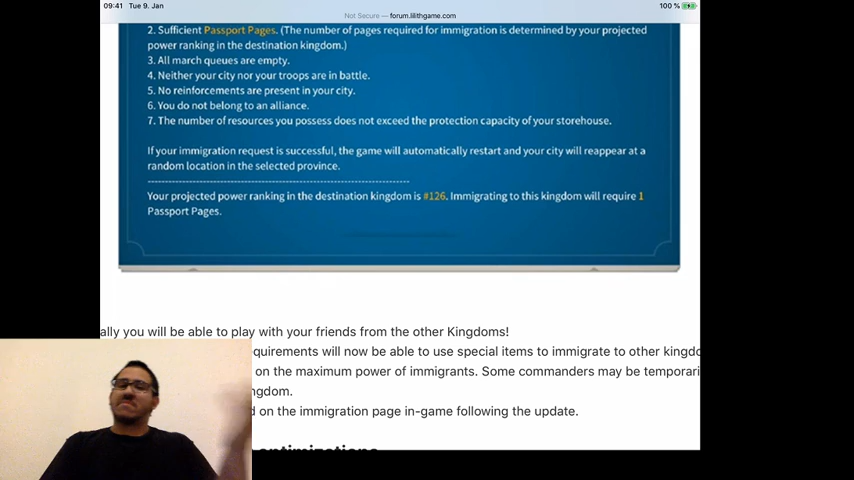 09:41 Tue 9. Jan
Not Secure — forum.lilithgame.com
100 %
2. Sufficient Passport Pages. (The number of pages required for immigration is determined by your projected
power ranking in the destination kingdom.)
3. All march queues are empty.
4. Neither your city nor your troops are in battle.
5. No reinforcements are present in your city.
6. You do not belong to an alliance.
7. The number of resources you possess does not exceed the protection capacity of your storehouse.
If your immigration request is successful, the game will automatically restart and your city will reappear at a
random location in the selected province.
Your projected power ranking in the destination kingdom is #126. Immigrating to this kingdom will require 1
Passport Pages.
ally you will be able to play with your friends from the other Kingdoms!
quirements will now be able to use special items to immigrate to other kingdo
on the maximum power of immigrants. Some commanders may be temporari
ngdom.
d on the immigration page in-game following the update.
optimizations